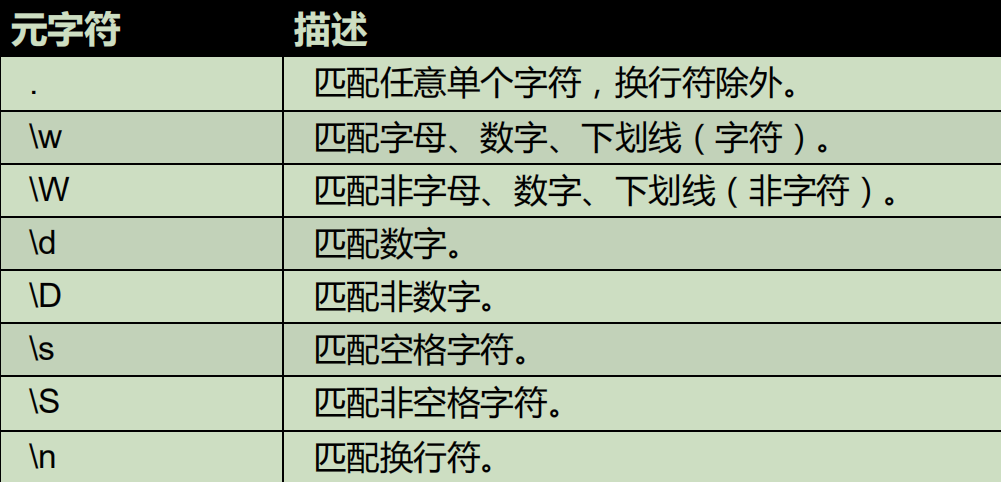 元字符 描述
. 匹配任意单个字符，换行符除外。
\w 匹配字母、数字、下划线（字符）。
\W 匹配非字母、数字、下划线（非字符）。
\d 匹配数字。
\D 匹配非数字。
\s 匹配空格字符。
\S 匹配非空格字符。
\n 匹配换行符。